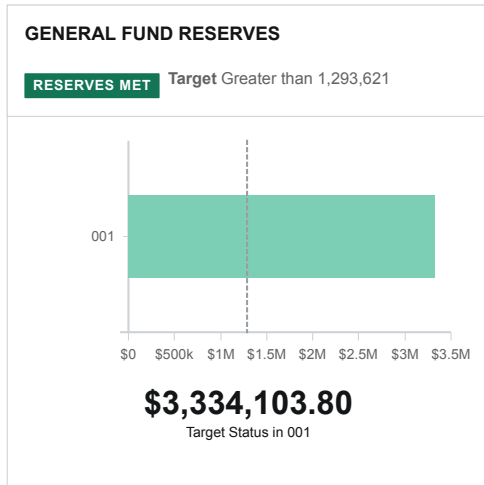 GENERAL FUND RESERVES
RESERVES MET Target Greater than 1,293,621
001
$0 $500k $1M $1.5M $2M $2.5M $3M $3.5M
$3,334,103.80
Target Status in 001